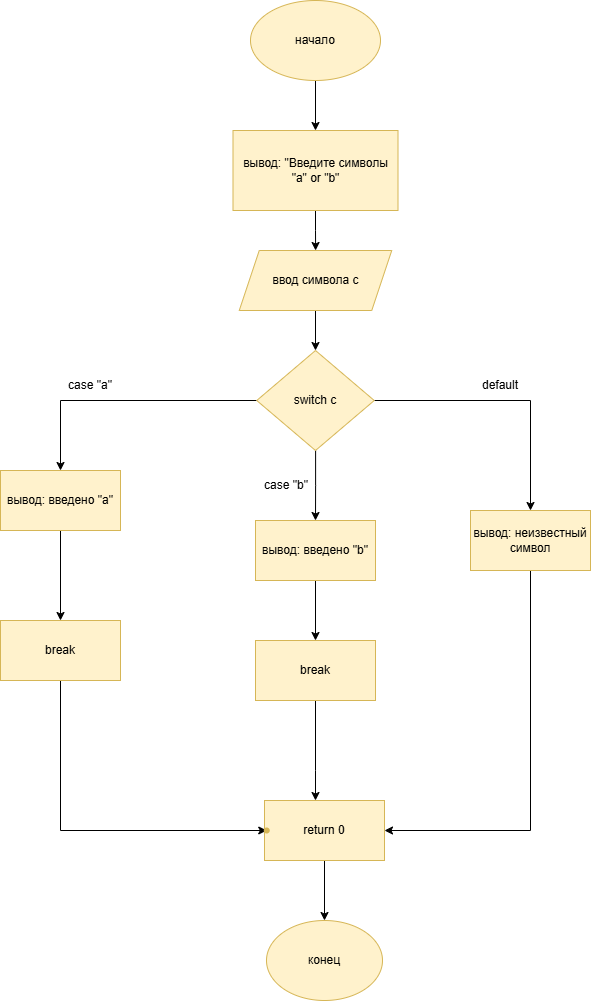 начало
вывод: "Введите символы
"a" or "b"
ввод символа c
switch c
case "a"
default
case "b"
вывод: введено "a"
вывод: введено "b"
вывод: неизвестный
символ
break
break
return 0
конец